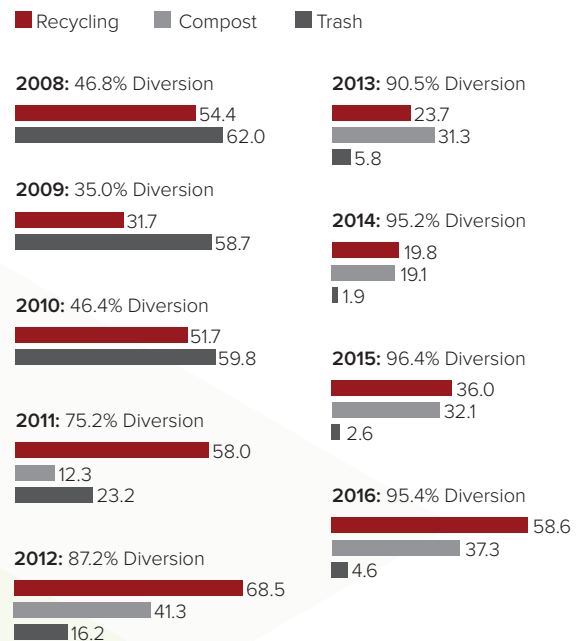 Recycling Compost Trash
2008: 46.8% Diversion
54.4
62.0
2009: 35.0% Diversion
31.7
58.7
2010: 46.4% Diversion
51.7
59.8
2011: 75.2% Diversion
58.0
12.3
23.2
2012: 87.2% Diversion
68.5
41.3
16.2
2013: 90.5% Diversion
23.7
31.3
5.8
2014: 95.2% Diversion
19.8
19.1
1.9
2015: 96.4% Diversion
36.0
32.1
2.6
2016: 95.4% Diversion
58.6
37.3
4.6